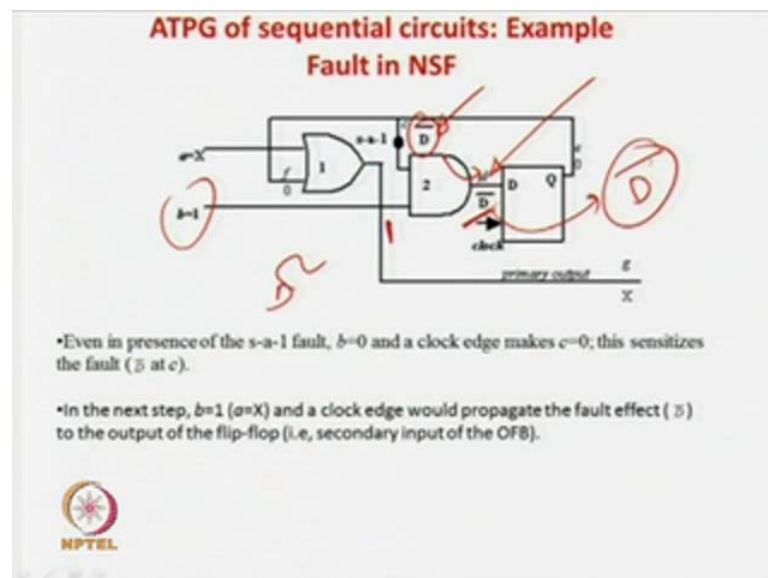 ATPG of sequential circuits: Example
Fault in NSF
s-a-1
D̅
a=X
f
0
1
2
b=1
D
Q
e
0
D̅
clock
D̅
1
primary output
g
X
•Even in presence of the s-a-1 fault, b=0 and a clock edge makes c=0; this sensitizes
the fault (D̅ at c).
•In the next step, b=1 (a=X) and a clock edge would propagate the fault effect (D̅)
to the output of the flip-flop (i.e, secondary input of the OFB).
NPTEL